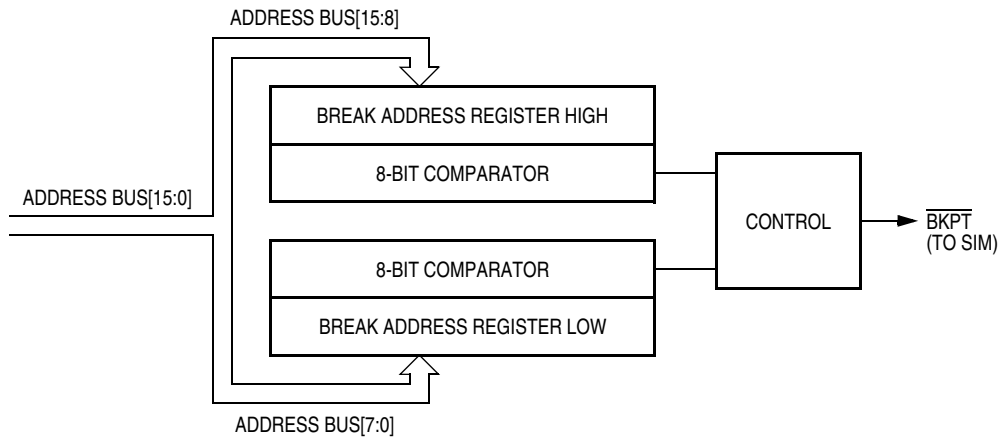 ADDRESS BUS[15:8]
BREAK ADDRESS REGISTER HIGH
8-BIT COMPARATOR
ADDRESS BUS[15:0]
CONTROL
BKPT
(TO SIM)
8-BIT COMPARATOR
BREAK ADDRESS REGISTER LOW
ADDRESS BUS[7:0]